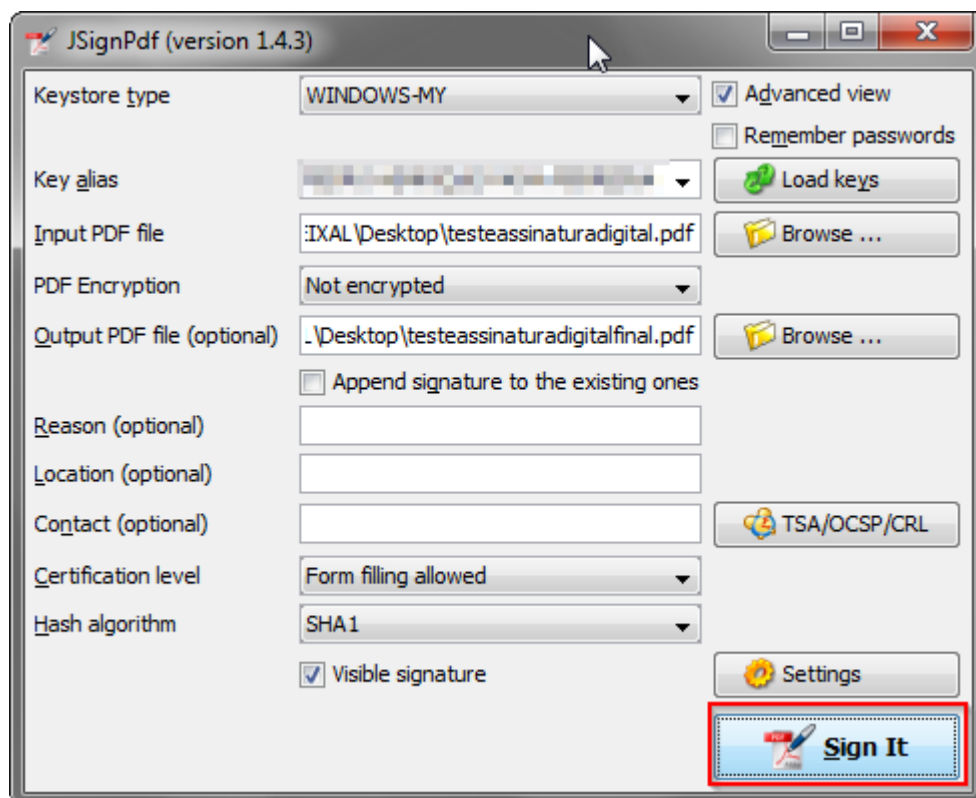 JSignPdf (version 1.4.3)
Keystore type WINDOWS-MY Advanced view
Remember passwords
Key alias Load keys
Input PDF file EIXAL\Desktop\testeassinaturadigital.pdf Browse ...
PDF Encryption Not encrypted
Output PDF file (optional) \Desktop\testeassinaturadigitalfinal.pdf Browse ...
Append signature to the existing ones
Reason (optional)
Location (optional)
Contact (optional) TSA/OCSP/CRL
Certification level Form filling allowed
Hash algorithm SHA1
Visible signature Settings
Sign It